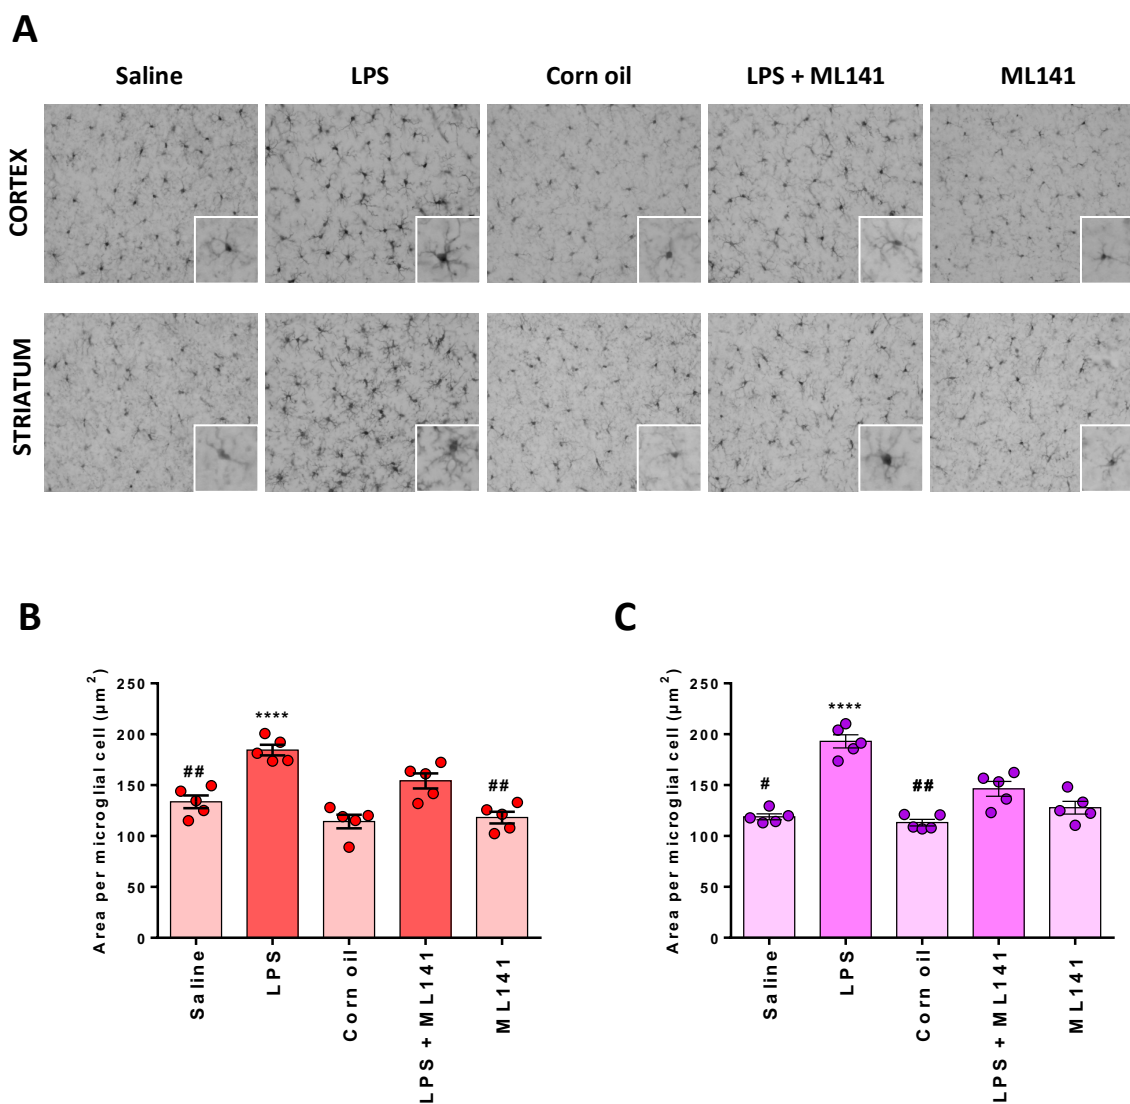 A
Saline LPS Corn oil LPS + ML141 ML141
CORTEX
STRIATUM
B
Area per microglial cell (µm²)
250
200
150
100
50
0
##
****
##
Saline
LPS
Corn oil
LPS + ML141
ML141
C
Area per microglial cell (µm²)
250
200
150
100
50
0
#
****
##
Saline
LPS
Corn oil
LPS + ML141
ML141